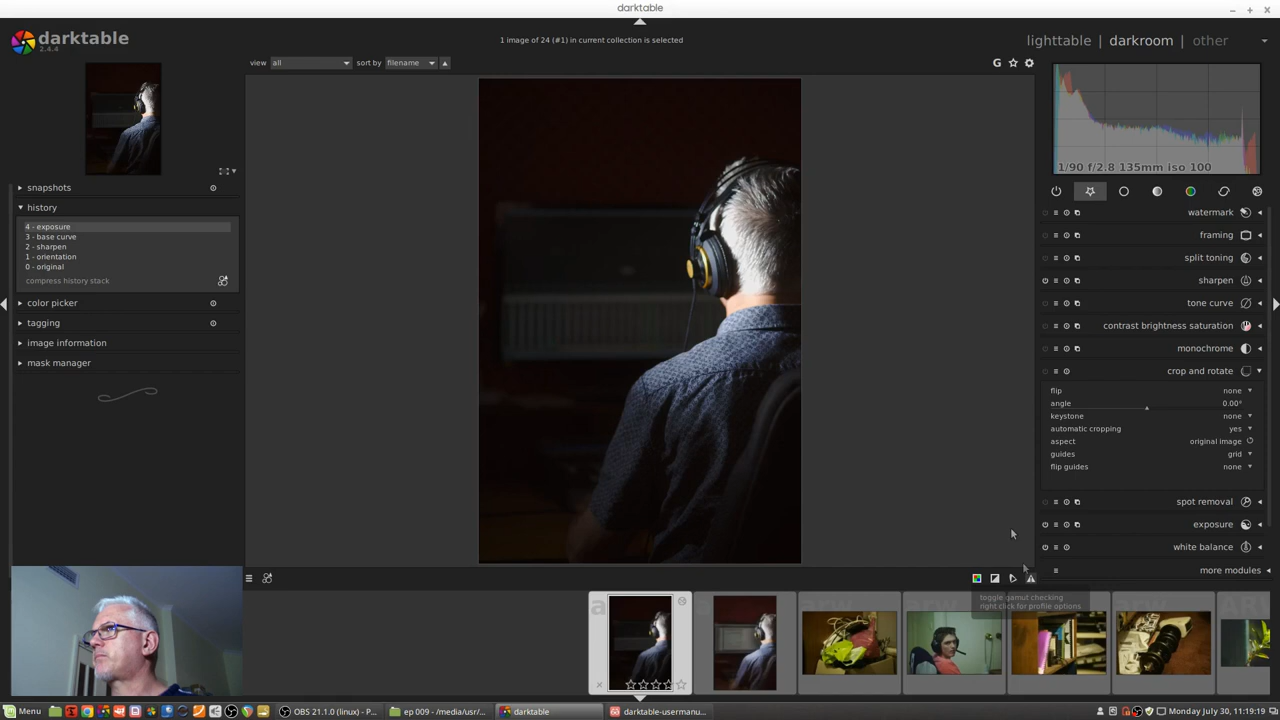 darktable
darktable
2.4.4
1 image of 24 (#1) in current collection is selected
lighttable | darkroom | other
view all sort by filename
G
1/90 f/2.8 135mm iso 100
snapshots
history
4 - exposure
3 - base curve
2 - sharpen
1 - orientation
0 - original
compress history stack
color picker
tagging
image information
mask manager
watermark
framing
split toning
sharpen
tone curve
contrast brightness saturation
monochrome
crop and rotate
flip none
angle 0.00°
keystone none
automatic cropping yes
aspect original image
guides grid
flip guides none
spot removal
exposure
white balance
more modules
toggle gamut checking
right click for profile options
Menu
OBS 21.1.0 (linux) - P...
ep 009 - /media/usr/...
darktable
darktable-usermanu...
Monday July 30, 11:19:19